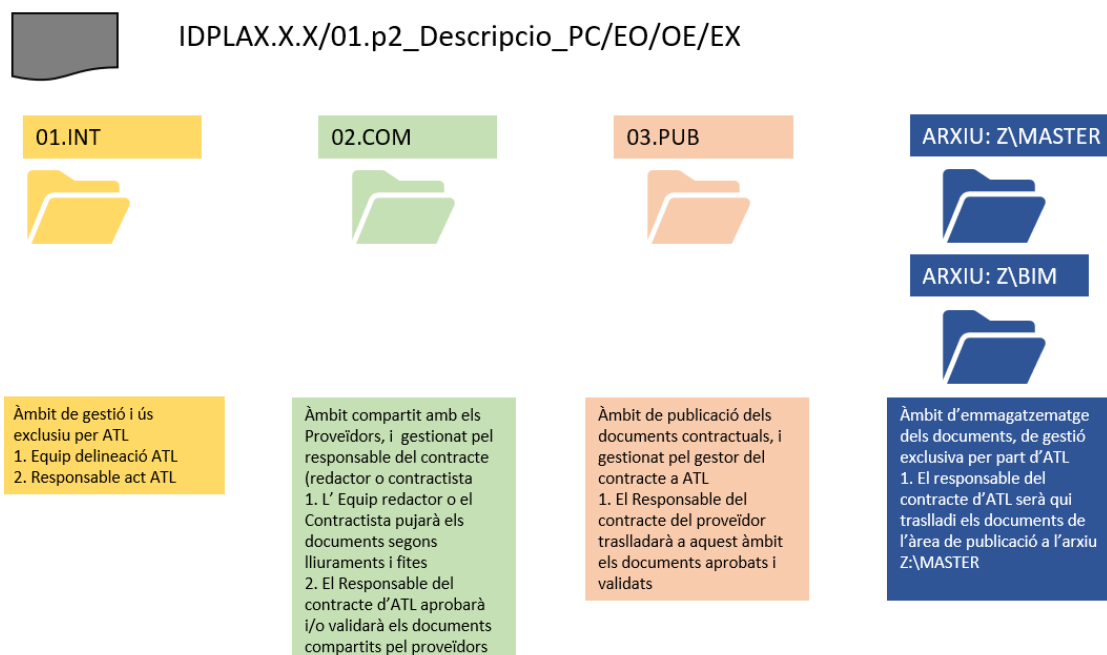 IDPLAX.X.X/01.p2_Descripcio_PC/EO/OE/EX
01.INT
02.COM
03.PUB
ARXIU: Z\MASTER
ARXIU: Z\BIM
Àmbit de gestió i ús
exclusiu per ATL
1. Equip delineació ATL
2. Responsable act ATL
Àmbit compartit amb els
Proveïdors, i  gestionat pel
responsable del contracte
(redactor o contractista
1. L’ Equip redactor o el
Contractista pujarà els
documents segons
lliuraments i fites
2. El Responsable del
contracte d’ATL aprobarà
i/o validarà els documents
compartits pel proveïdors
Àmbit de publicació dels
documents contractuals, i
gestionat pel gestor del
contracte a ATL
1. El Responsable del
contracte del proveïdor
traslladarà a aquest àmbit
els documents aprobats i
validats
Àmbit d’emmagatzematge
dels documents, de gestió
exclusiva per part d’ATL
1. El responsable del
contracte d’ATL serà qui
traslladi els documents de
l’àrea de publicació a l’arxiu
Z:\MASTER